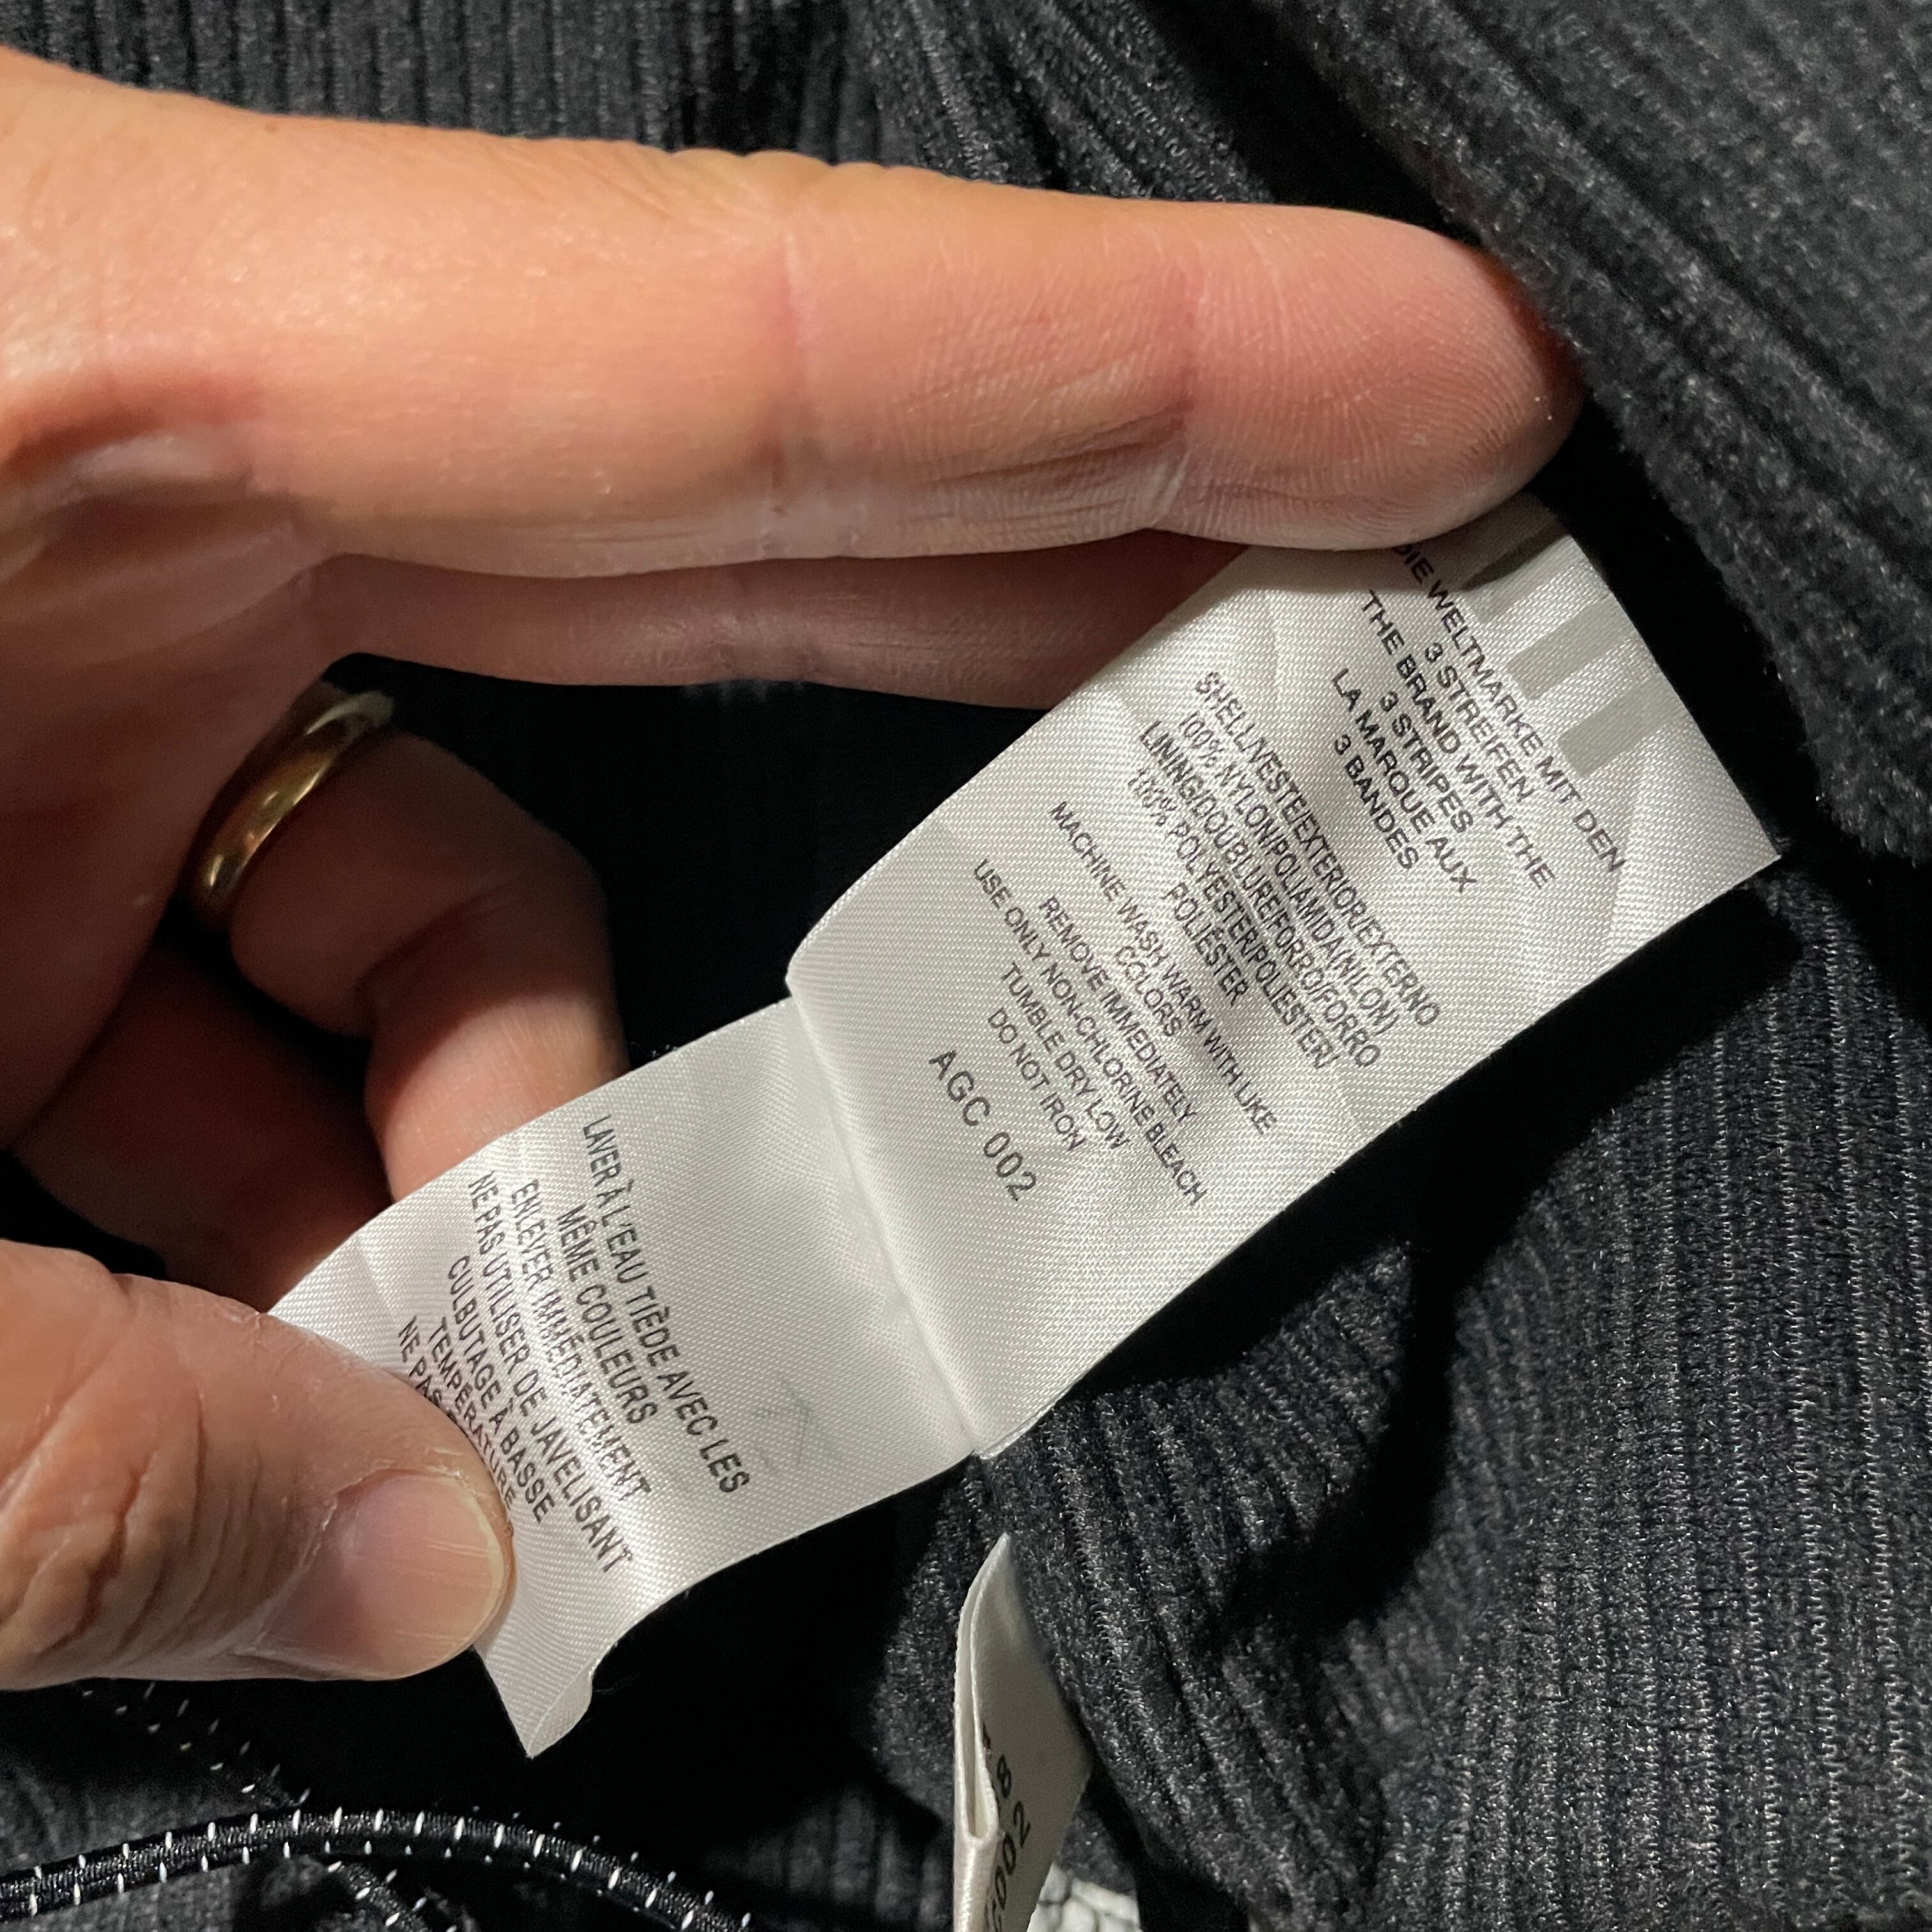 DIE WELTMARKE MIT DEN
3 STREIFEN
THE BRAND WITH THE
3 STRIPES
LA MARQUE AUX
3 BANDES
SHELL/VESTE/EXTERIOR/EXTERNO
100% NYLON/POLIAMIDA(NILON)
LINING/DOUBLURE/FORRO/FORRO
100% POLYESTER/POLIESTER/
POLIÉSTER
MACHINE WASH WARM WITH LIKE
COLORS
REMOVE IMMEDIATELY
USE ONLY NON-CHLORINE BLEACH
TUMBLE DRY LOW
DO NOT IRON
AGC 002
LAVER À L'EAU TIÈDE AVEC LES
MÊME COULEURS
ENLEVER IMMÉDIATEMENT
NE PAS UTILISER DE JAVELISANT
CULBUTAGE À BASSE
TEMPÉRATURE
NE PAS